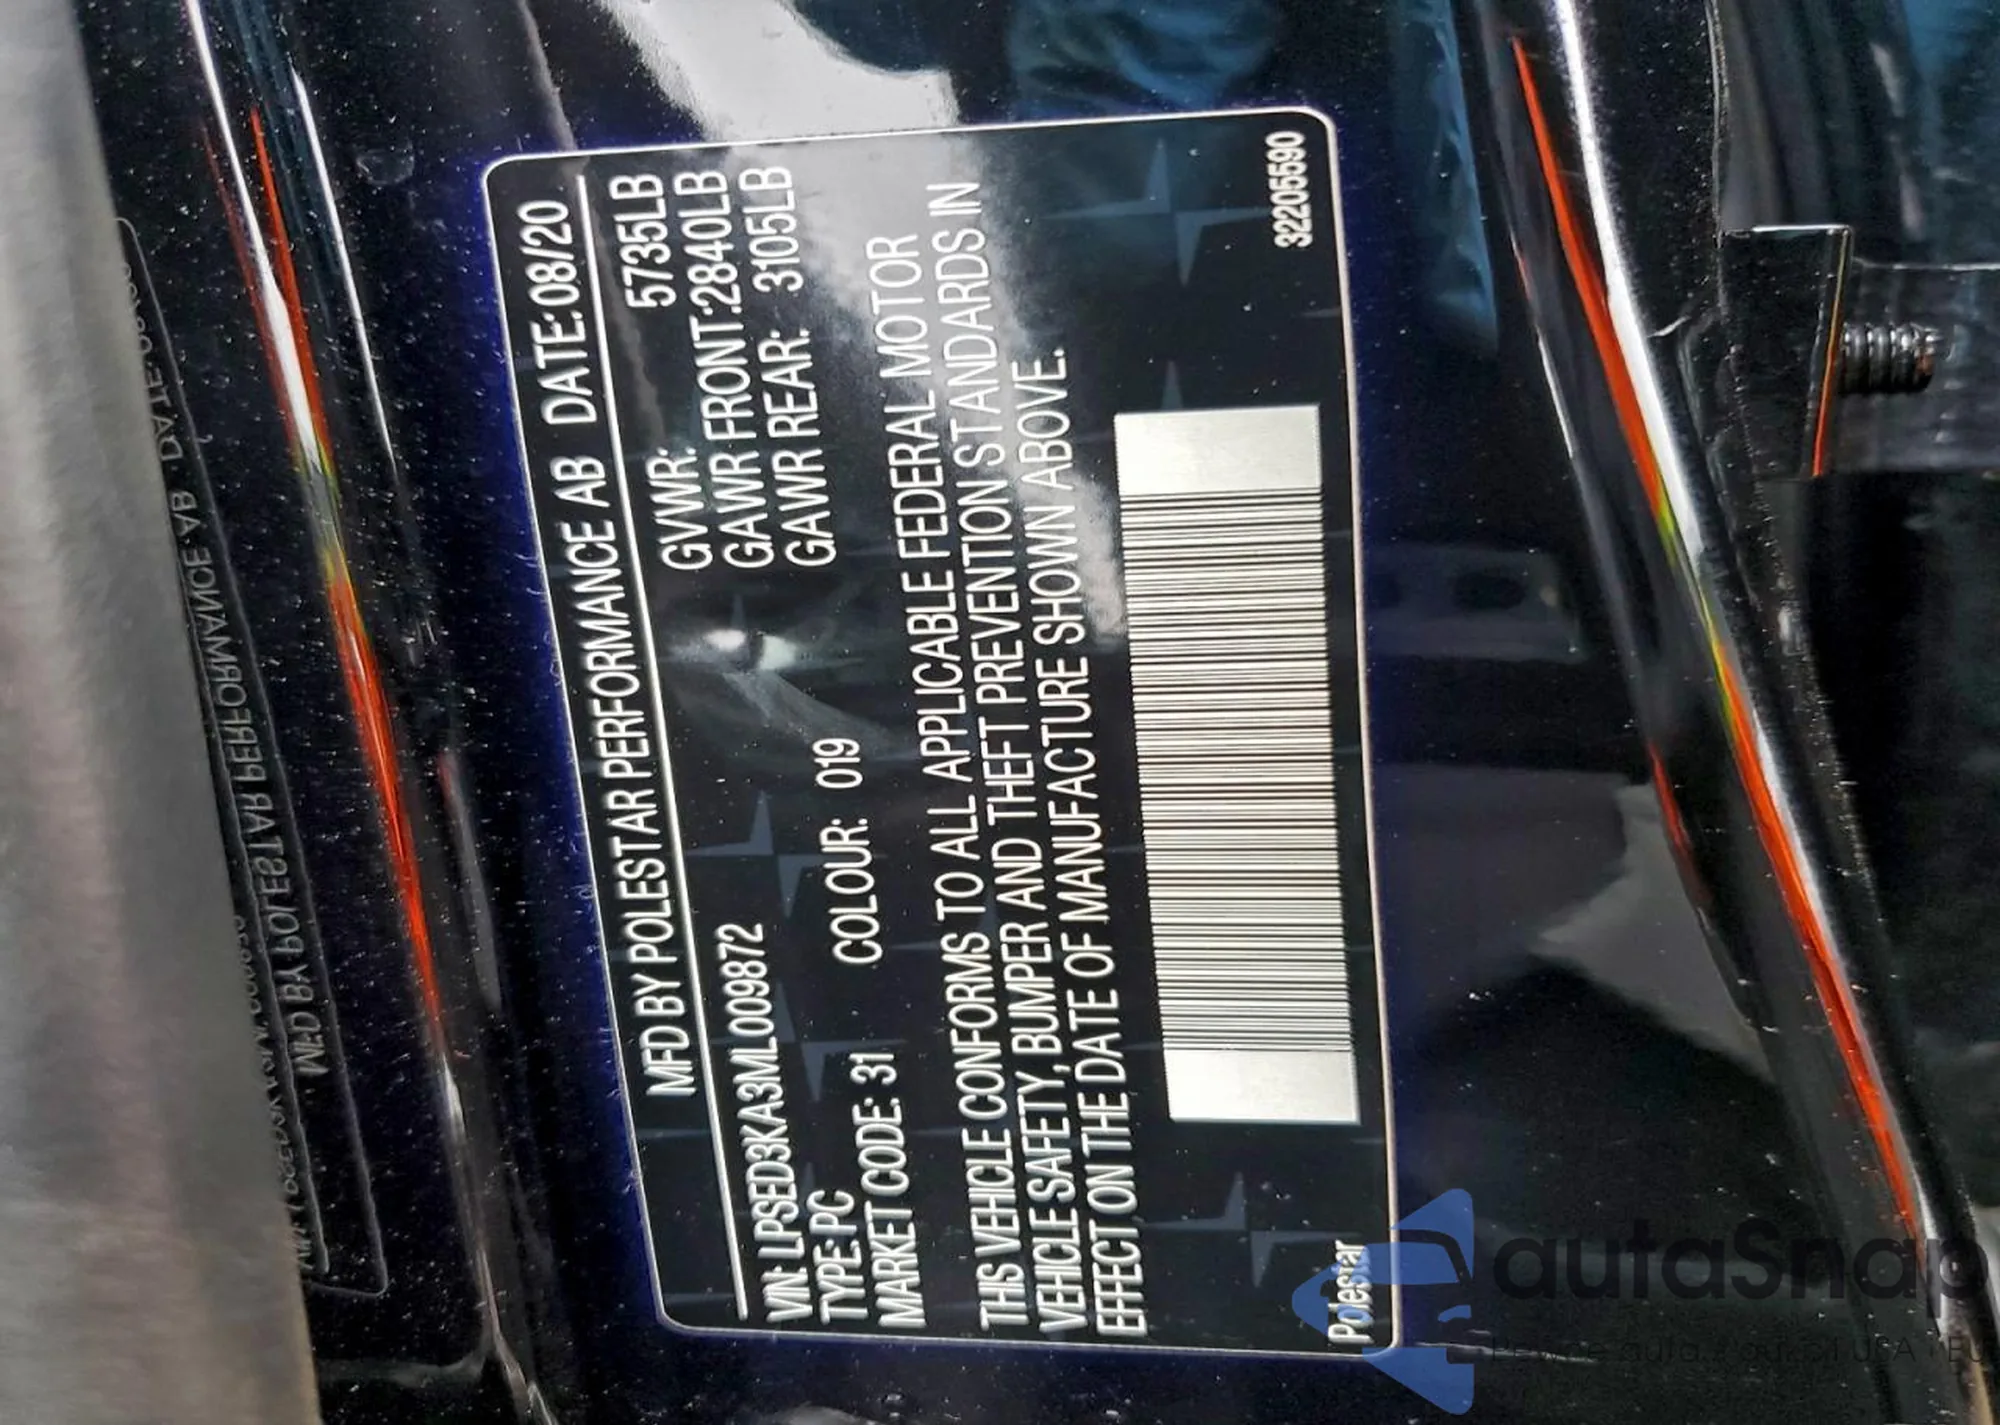 MFD BY POLESTAR PERFORMANCE AB DATE:08/20
VIN: LPSED3KA3ML009872
GVWR: 5735LB
TYPE: PC
GAWR FRONT:2840LB
MARKET CODE: 31 COLOUR: 019
GAWR REAR: 3105LB
THIS VEHICLE CONFORMS TO ALL APPLICABLE FEDERAL MOTOR
VEHICLE SAFETY, BUMPER AND THEFT PREVENTION STANDARDS IN
EFFECT ON THE DATE OF MANUFACTURE SHOWN ABOVE.
Polestar
32205590
autaSnap